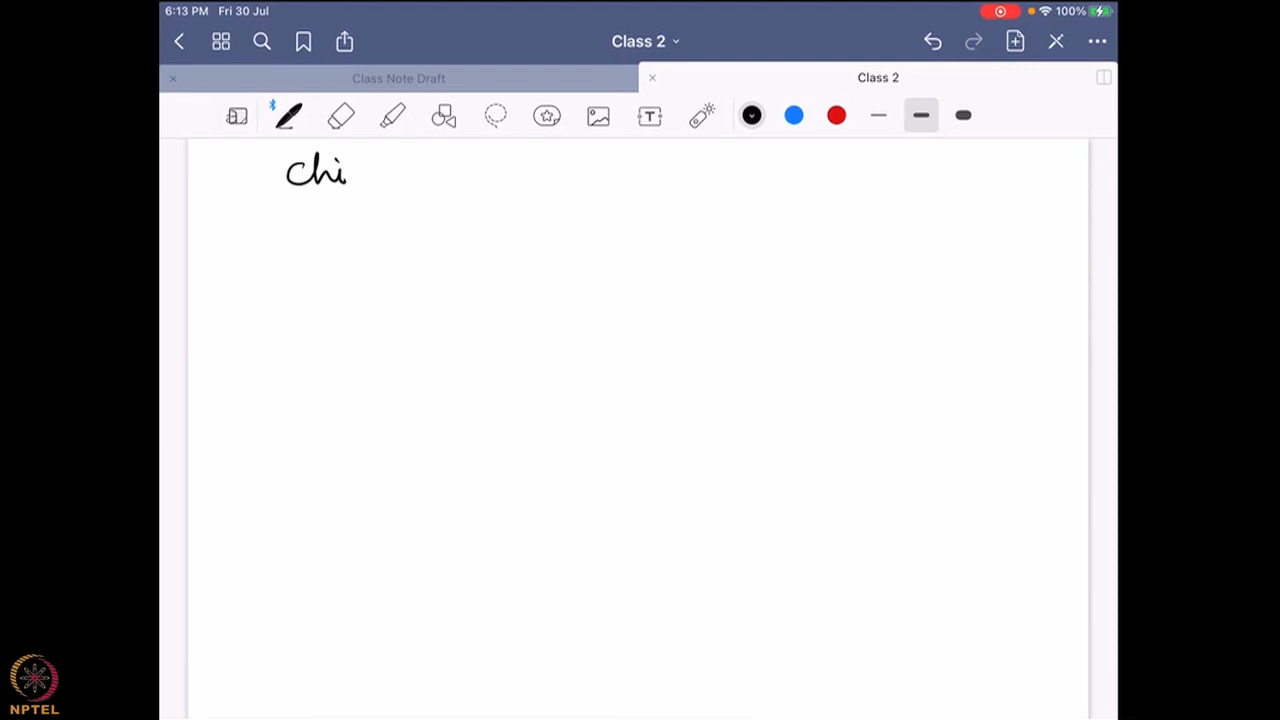 6:13 PM Fri 30 Jul 100%
Class 2
Class Note Draft
Class 2
T
chi
NPTEL